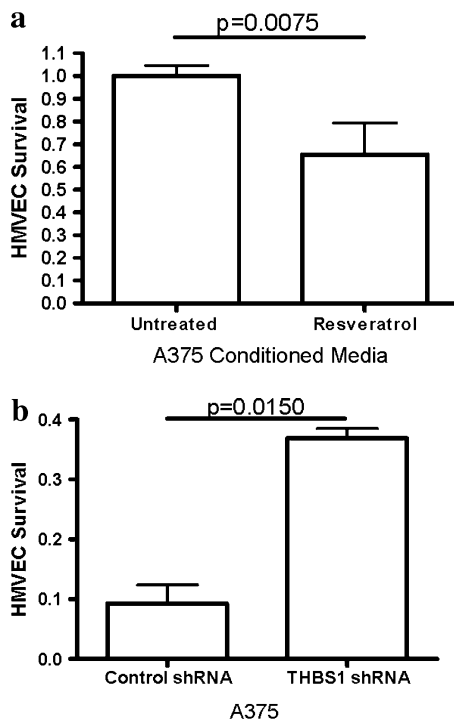 a
p=0.0075
HMVEC Survival
1.1
1.0
0.9
0.8
0.7
0.6
0.5
0.4
0.3
0.2
0.1
0.0
Untreated Resveratrol
A375 Conditioned Media
b
p=0.0150
HMVEC Survival
0.4
0.3
0.2
0.1
0.0
Control shRNA THBS1 shRNA
A375